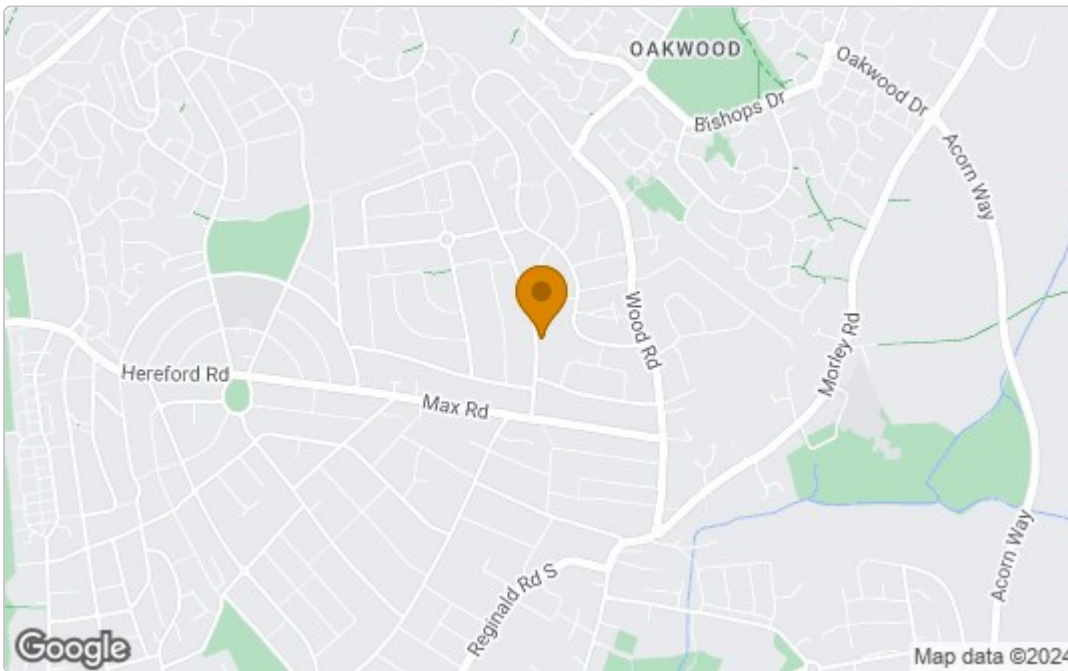 OAKWOOD
Oakwood Dr
Bishops Dr
Acorn Way
Wood Rd
Morley Rd
Hereford Rd
Max Rd
Acorn Way
Reginald Rd S
Google
Map data ©2024